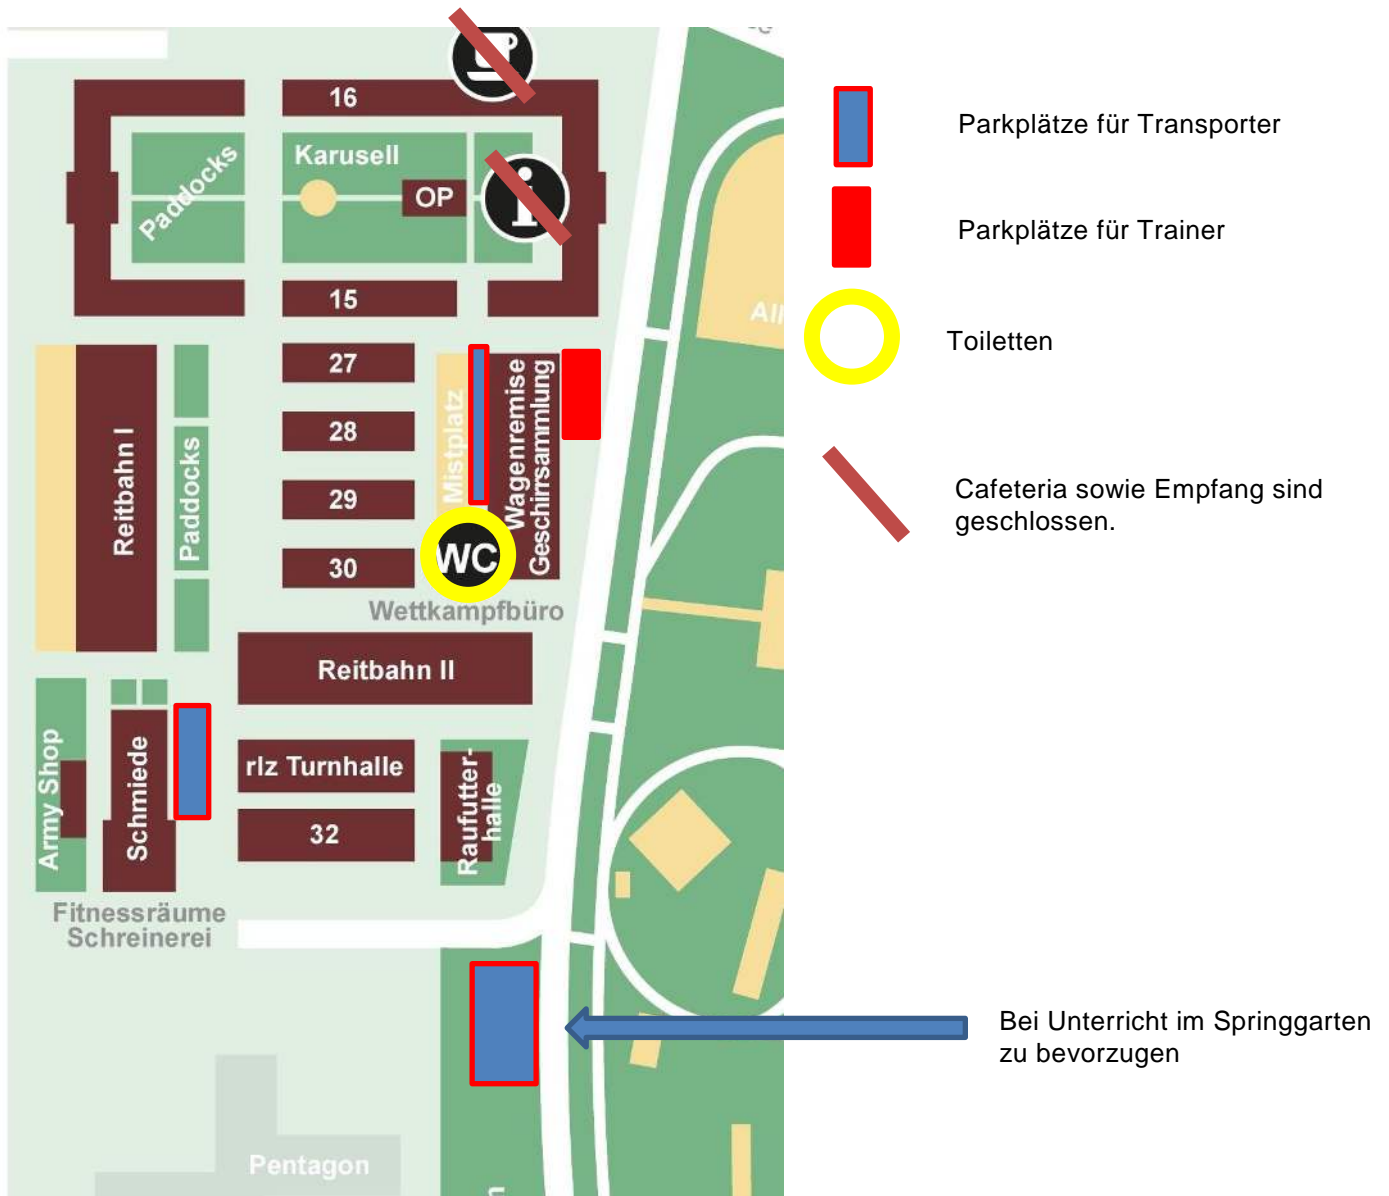 16
Karusell
Paddocks
OP
i
15
27
28
29
30
Reitbahn I
Paddocks
Mistplatz
Wagenremise
Geschirrsammlung
WC
Wettkampfbüro
Reitbahn II
Army Shop
Schmiede
rlz Turnhalle
32
Raufutter-
halle
Fitnessräume
Schreinerei
Pentagon
Parkplätze für Transporter
Parkplätze für Trainer
Toiletten
Cafeteria sowie Empfang sind
geschlossen.
Bei Unterricht im Springgarten
zu bevorzugen